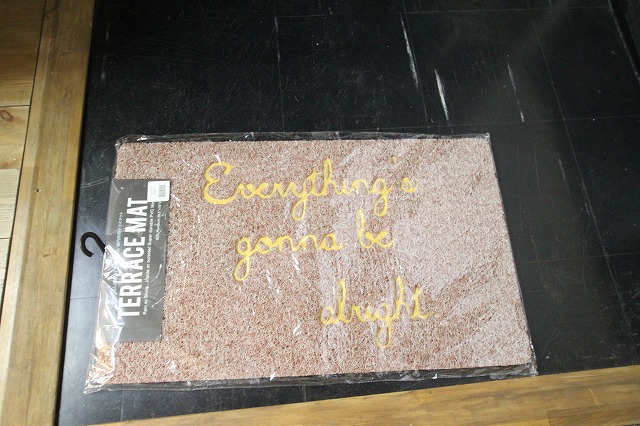 Everything's
gonna be
alright
TERRACE MAT